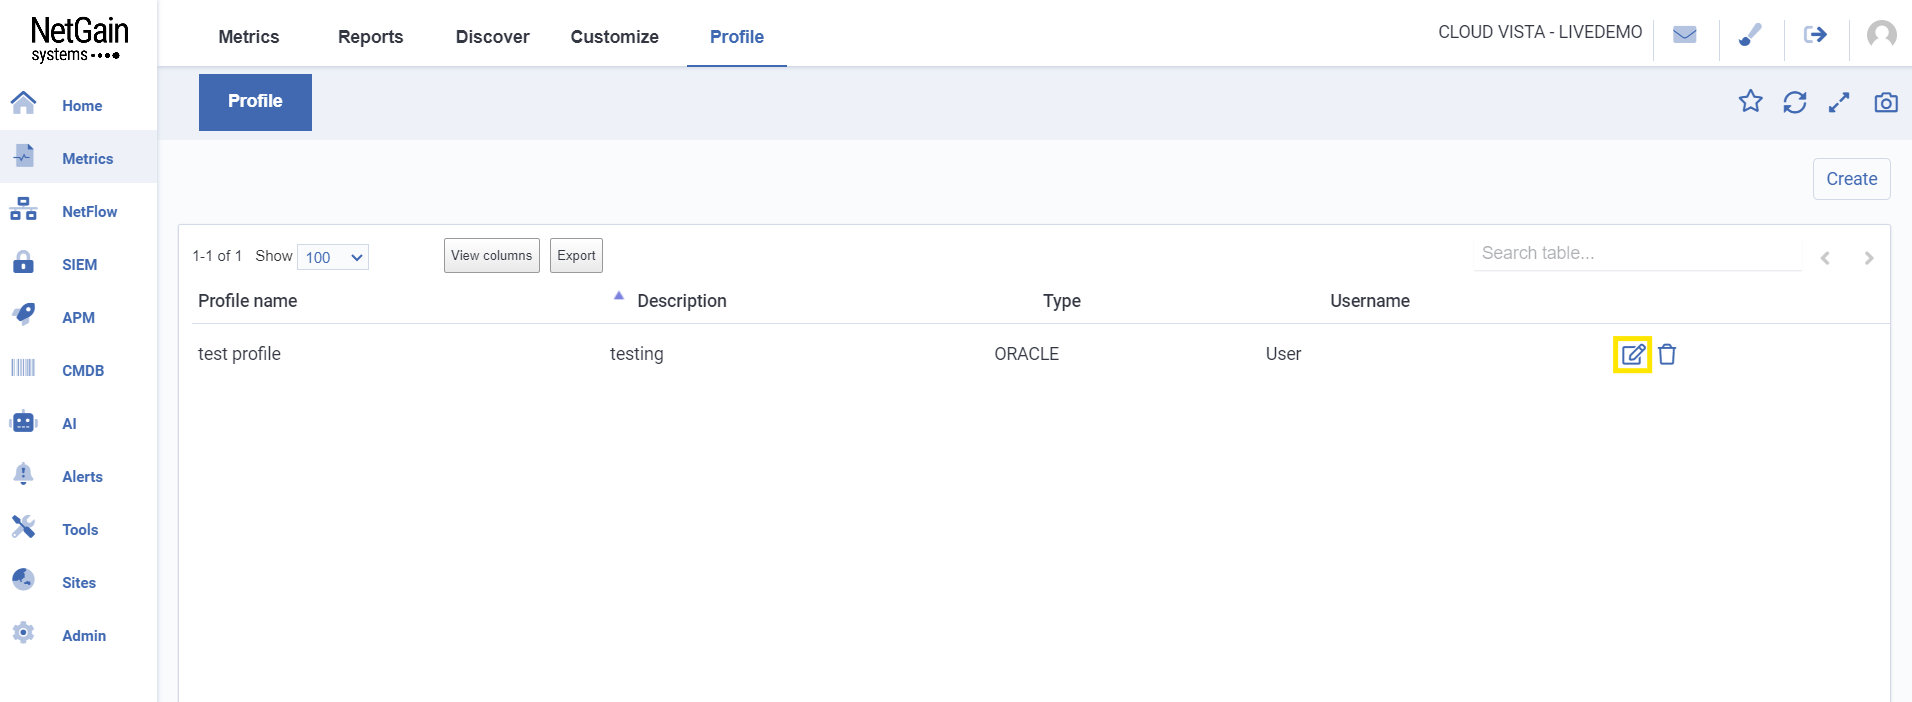 NetGain
systems
Metrics Reports Discover Customize Profile
CLOUD VISTA - LIVEDEMO
Home
Metrics
NetFlow
SIEM
APM
CMDB
AI
Alerts
Tools
Sites
Admin
Profile
Create
1-1 of 1 Show 100 View columns Export Search table...
Profile name Description Type Username
test profile testing ORACLE User